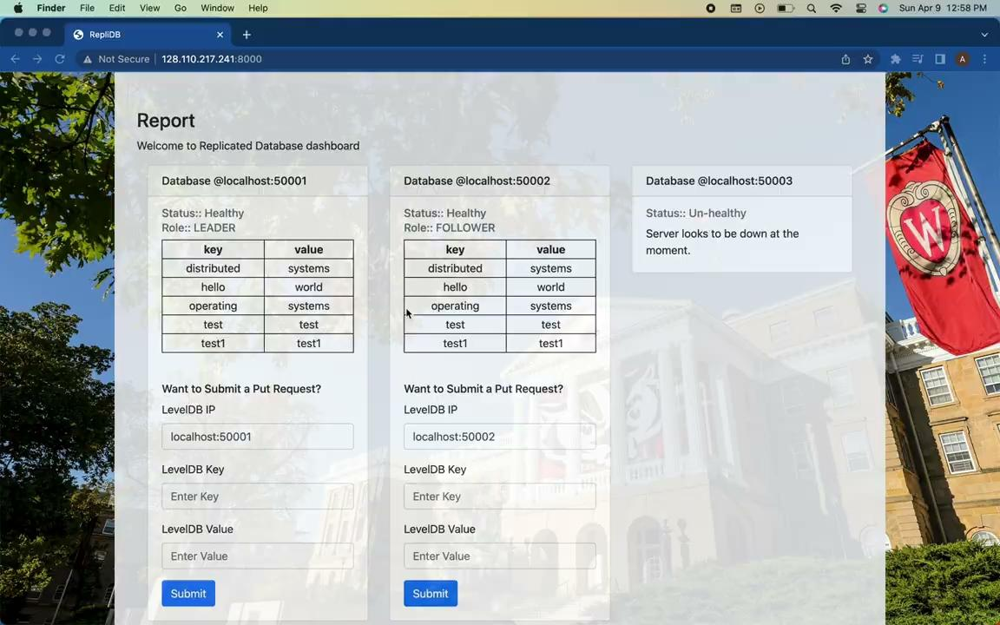 Finder File Edit View Go Window Help Sun Apr 9 12:58 PM
RepliDB
Not Secure 128.110.217.241:8000 A
Report
Welcome to Replicated Database dashboard
Database @localhost:50001
Status:: Healthy
Role:: LEADER
key value
distributed systems
hello world
operating systems
test test
test1 test1
Want to Submit a Put Request?
LevelDB IP
localhost:50001
LevelDB Key
Enter Key
LevelDB Value
Enter Value
Submit
Database @localhost:50002
Status:: Healthy
Role:: FOLLOWER
key value
distributed systems
hello world
operating systems
test test
test1 test1
Want to Submit a Put Request?
LevelDB IP
localhost:50002
LevelDB Key
Enter Key
LevelDB Value
Enter Value
Submit
Database @localhost:50003
Status:: Un-healthy
Server looks to be down at the
moment.
W